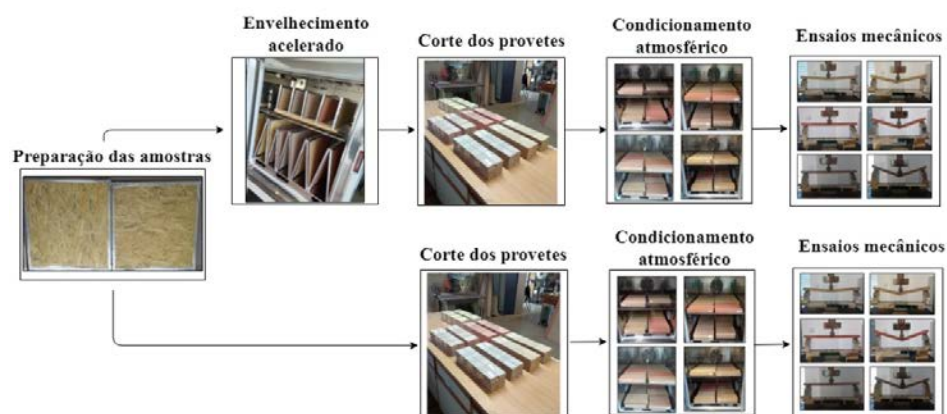 Envelhecimento
acelerado
Corte dos provetes
Condicionamento
atmosférico
Ensaios mecânicos
Preparação das amostras
Corte dos provetes
Condicionamento
atmosférico
Ensaios mecânicos